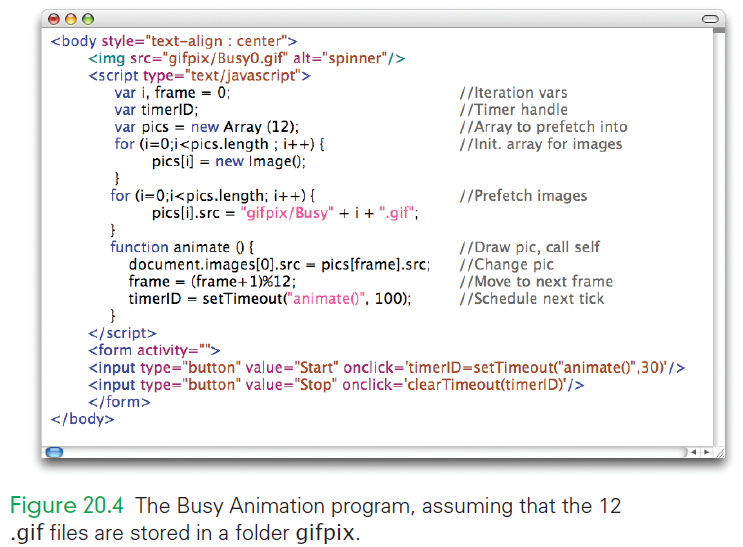 <body style="text-align : center">
<img src="gifpix/Busy0.gif" alt="spinner"/>
<script type="text/javascript">
var i, frame = 0; //Iteration vars
var timerID; //Timer handle
var pics = new Array (12); //Array to prefetch into
for (i=0;i<pics.length ; i++) { //Init. array for images
pics[i] = new Image();
}
for (i=0;i<pics.length; i++) { //Prefetch images
pics[i].src = "gifpix/Busy" + i + ".gif";
}
function animate () { //Draw pic, call self
document.images[0].src = pics[frame].src; //Change pic
frame = (frame+1)%12; //Move to next frame
timerID = setTimeout("animate()", 100); //Schedule next tick
}
</script>
<form activity="">
<input type="button" value="Start" onclick='timerID=setTimeout("animate()",30)'/>
<input type="button" value="Stop" onclick='clearTimeout(timerID)'/>
</form>
</body>
Figure 20.4 The Busy Animation program, assuming that the 12
.gif files are stored in a folder gifpix.